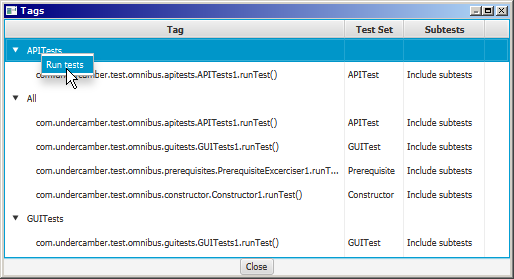 Tags
Tag Test Set Subtests
APITests
Run tests
com.undercamber.test.omnibus.apitests.APITests1.runTest() APITest Include subtests
All
com.undercamber.test.omnibus.apitests.APITests1.runTest() APITest Include subtests
com.undercamber.test.omnibus.guitests.GUITests1.runTest() GUITest Include subtests
com.undercamber.test.omnibus.prerequisites.PrerequisiteExcerciser1.runT... Prerequisite Include subtests
com.undercamber.test.omnibus.constructor.Constructor1.runTest() Constructor Include subtests
GUITests
com.undercamber.test.omnibus.guitests.GUITests1.runTest() GUITest Include subtests
Close